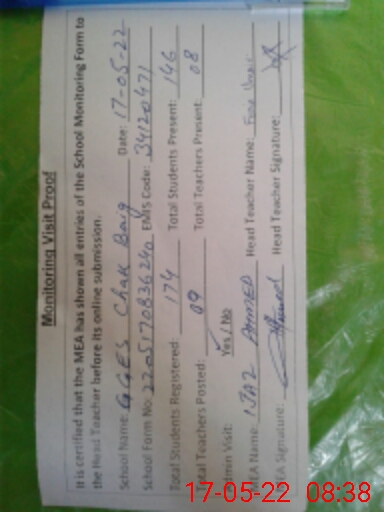 Monitoring Visit Proof
It is certified that the MEA has shown all entries of the School Monitoring Form to
the Head Teacher before its online submission.
School Name: GGES Chak Baig Date: 17-05-22
School Form No: 2205170836240 EMIS Code: 34120471
Total Students Registered: 174 Total Students Present: 146
Total Teachers Posted: 09 Total Teachers Present: 08
Admin Visit: Yes / No
MEA Name: IJAZ AHMED Head Teacher Name:
MEA Signature: Head Teacher Signature:
17-05-22 08:38